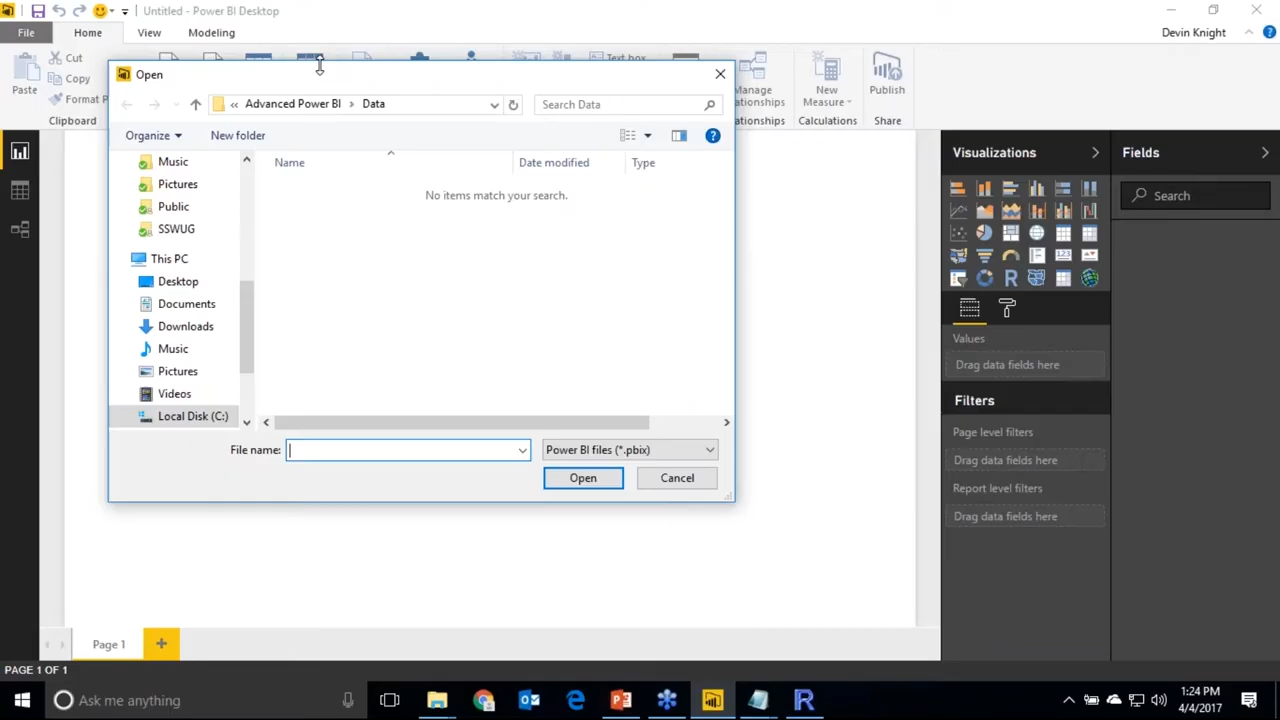 Untitled - Power BI Desktop
File Home View Modeling Devin Knight
Cut
Copy
Format P
Paste
Clipboard
Text box
Manage
Relationships
New
Measure
Calculations
Publish
Share
Open
« Advanced Power BI > Data
Search Data
Organize New folder
Name Date modified Type
No items match your search.
Music
Pictures
Public
SSWUG
This PC
Desktop
Documents
Downloads
Music
Pictures
Videos
Local Disk (C:)
File name:
Power BI files (*.pbix)
Open Cancel
Visualizations
R
Values
Drag data fields here
Filters
Page level filters
Drag data fields here
Report level filters
Drag data fields here
Fields
Search
Page 1 +
PAGE 1 OF 1
Ask me anything
1:24 PM
4/4/2017